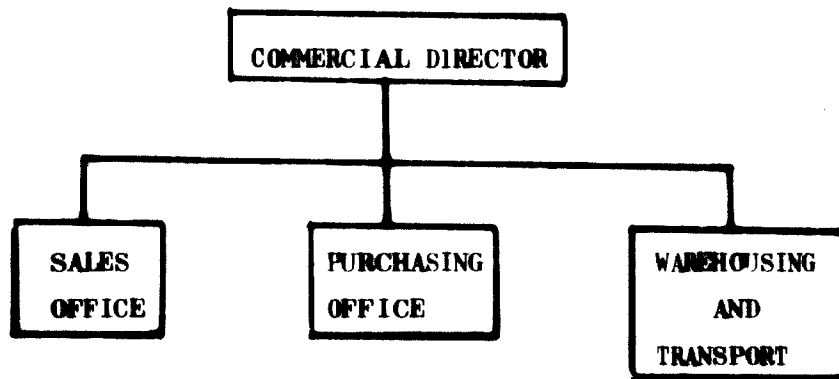 COMMERCIAL DIRECTOR
SALES
OFFICE
PURCHASING
OFFICE
WAREHOUSING
AND
TRANSPORT